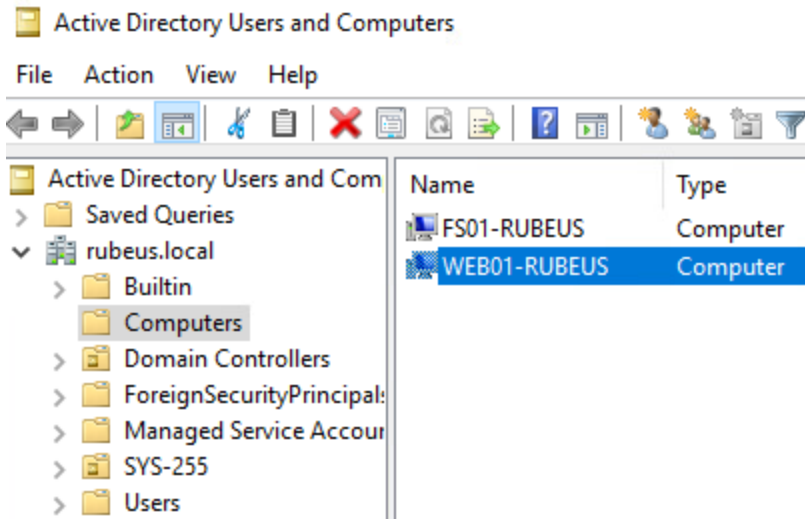 Active Directory Users and Computers
File Action View Help
Active Directory Users and Com
Saved Queries
rubeus.local
Builtin
Computers
Domain Controllers
ForeignSecurityPrincipal
Managed Service Accou
SYS-255
Users
Name Type
FS01-RUBEUS Computer
WEB01-RUBEUS Computer